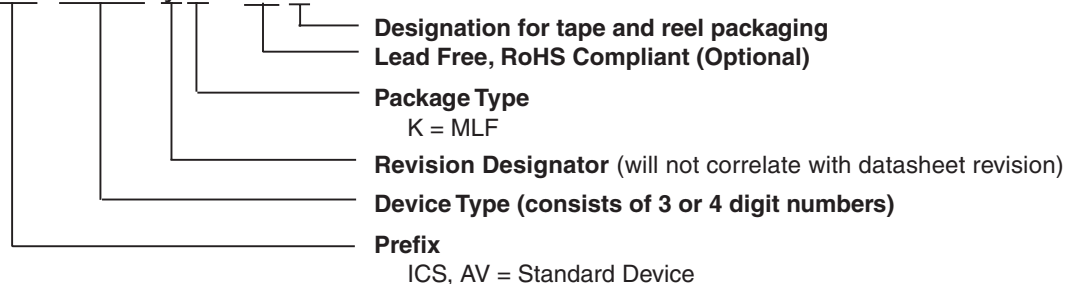 Designation for tape and reel packaging
Lead Free, RoHS Compliant (Optional)
Package Type
K = MLF
Revision Designator (will not correlate with datasheet revision)
Device Type (consists of 3 or 4 digit numbers)
Prefix
ICS, AV = Standard Device